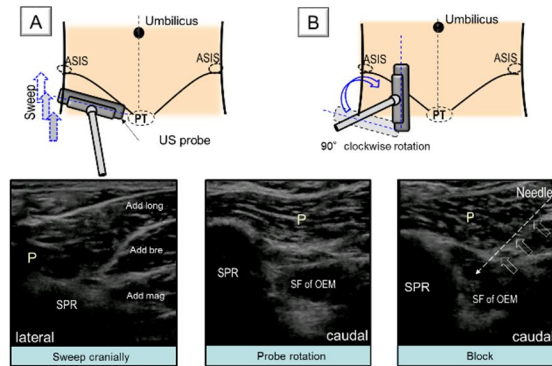 A
Umbilicus
ASIS
ASIS
Sweep
PT
US probe
B
Umbilicus
ASIS
ASIS
PT
90° clockwise rotation
Add long
P
Add bre
SPR
Add mag
lateral
Sweep cranially
P
SPR
SF of OEM
caudal
Probe rotation
Needle
P
SPR
SF of OEM
caudal
Block